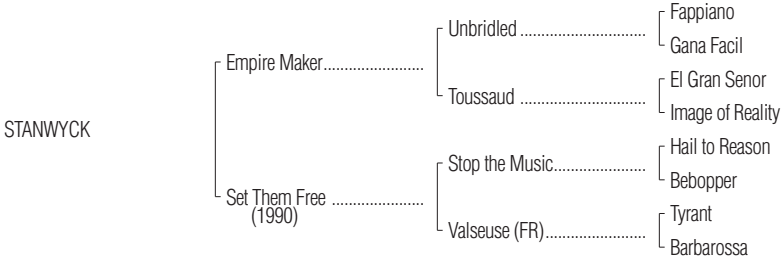 Fappiano
Unbridled ..............................
Gana Facil
Empire Maker........................
El Gran Senor
Toussaud ..............................
Image of Reality
STANWYCK
Hail to Reason
Stop the Music......................
Bebopper
Set Them Free ......................
(1990)
Tyrant
Valseuse (FR)........................
Barbarossa